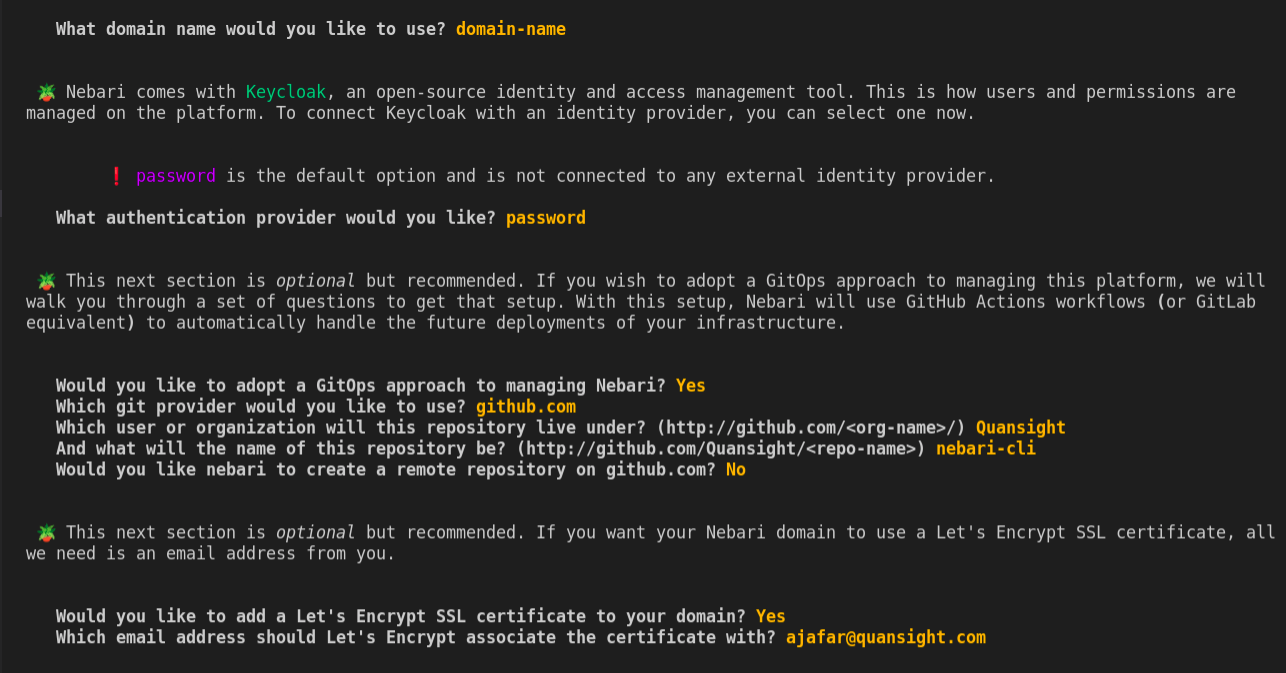 What domain name would you like to use? domain-name
🪴 Nebari comes with Keycloak, an open-source identity and access management tool. This is how users and permissions are
managed on the platform. To connect Keycloak with an identity provider, you can select one now.
❗ password is the default option and is not connected to any external identity provider.
What authentication provider would you like? password
🪴 This next section is optional but recommended. If you wish to adopt a GitOps approach to managing this platform, we will
walk you through a set of questions to get that setup. With this setup, Nebari will use GitHub Actions workflows (or GitLab
equivalent) to automatically handle the future deployments of your infrastructure.
Would you like to adopt a GitOps approach to managing Nebari? Yes
Which git provider would you like to use? github.com
Which user or organization will this repository live under? (http://github.com/<org-name>/) Quansight
And what will the name of this repository be? (http://github.com/Quansight/<repo-name>) nebari-cli
Would you like nebari to create a remote repository on github.com? No
🪴 This next section is optional but recommended. If you want your Nebari domain to use a Let's Encrypt SSL certificate, all
we need is an email address from you.
Would you like to add a Let's Encrypt SSL certificate to your domain? Yes
Which email address should Let's Encrypt associate the certificate with? ajafar@quansight.com